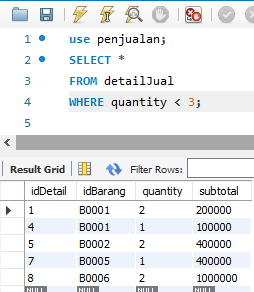 1 use penjualan;
2 SELECT *
3 FROM detailJual
4 WHERE quantity < 3;
5
Result Grid Filter Rows:
idDetail idBarang quantity subtotal
1 B0001 2 200000
4 B0001 1 100000
5 B0002 2 400000
7 B0005 1 400000
8 B0006 2 1000000
NULL NULL NULL NULL